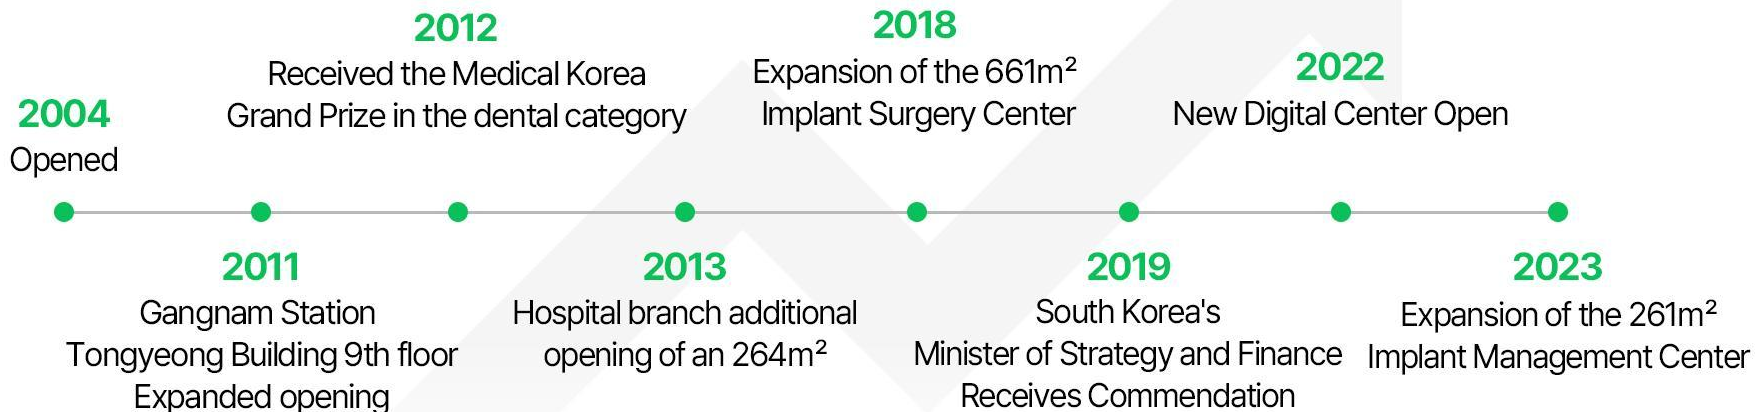 2004
Opened
2011
Gangnam Station
Tongyeong Building 9th floor
Expanded opening
2012
Received the Medical Korea
Grand Prize in the dental category
2013
Hospital branch additional
opening of an 264m²
2018
Expansion of the 661m²
Implant Surgery Center
2019
South Korea's
Minister of Strategy and Finance
Receives Commendation
2022
New Digital Center Open
2023
Expansion of the 261m²
Implant Management Center